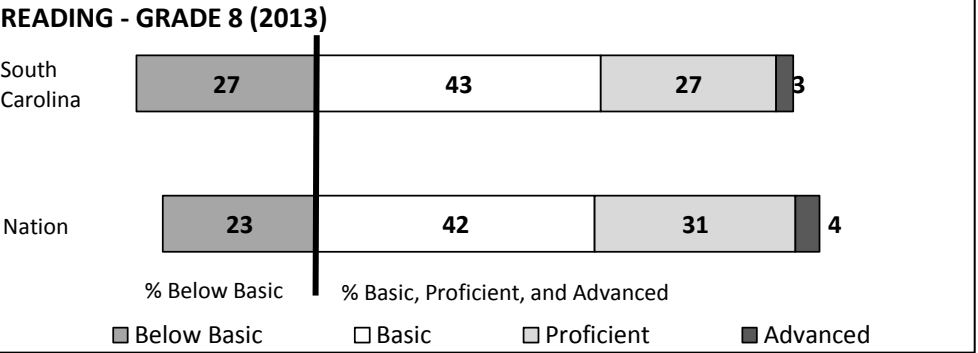 READING - GRADE 8 (2013)
South
Carolina
27 43 27 3
Nation 23 42 31 4
% Below Basic % Basic, Proficient, and Advanced
Below Basic Basic Proficient Advanced